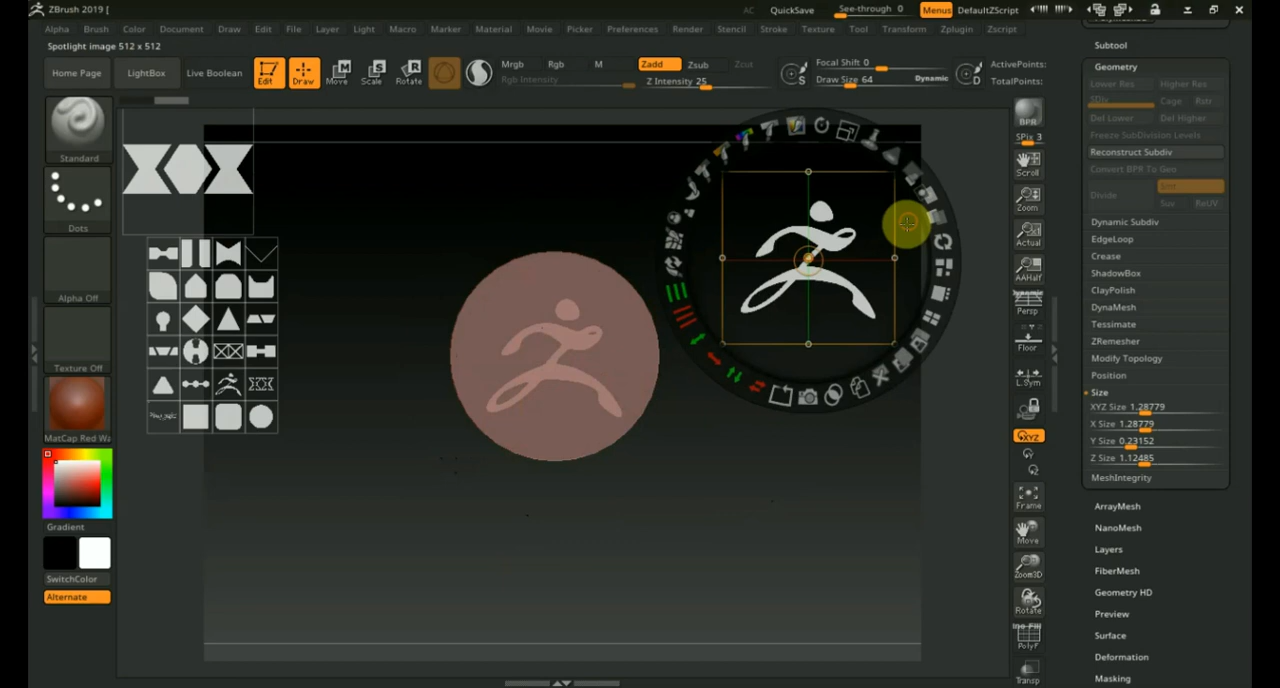 ZBrush 2019 [
AC QuickSave See-through 0 Menus DefaultZScript
Alpha Brush Color Document Draw Edit File Layer Light Macro Marker Material Movie Picker Preferences Render Stencil Stroke Texture Tool Transform Zplugin Zscript
Spotlight image 512 x 512
Home Page LightBox Live Boolean Edit Draw Move Scale Rotate
Mrgb Rgb M Zadd Zsub Zcut
Rgb Intensity Z Intensity 25
Focal Shift 0
Draw Size 64 Dynamic
ActivePoints:
TotalPoints:
Standard
Dots
Alpha Off
Texture Off
MatCap Red Wa
Gradient
SwitchColor
Alternate
BPR
SPix 3
Scroll
Zoom
Actual
AAHalf
Dynamic
Persp
Floor
L.Sym
XYZ
Frame
Move
Zoom3D
Rotate
PolyF
Transp
Subtool
Geometry
Lower Res Higher Res
SDiv Cage Rstr
Del Lower Del Higher
Freeze SubDivision Levels
Reconstruct Subdiv
Convert BPR To Geo
Divide Smt
Suv ReUV
Dynamic Subdiv
EdgeLoop
Crease
ShadowBox
ClayPolish
DynaMesh
Tessimate
ZRemesher
Modify Topology
Position
Size
XYZ Size 1.28779
X Size 1.28779
Y Size 0.23152
Z Size 1.12485
MeshIntegrity
ArrayMesh
NanoMesh
Layers
FiberMesh
Geometry HD
Preview
Surface
Deformation
Masking